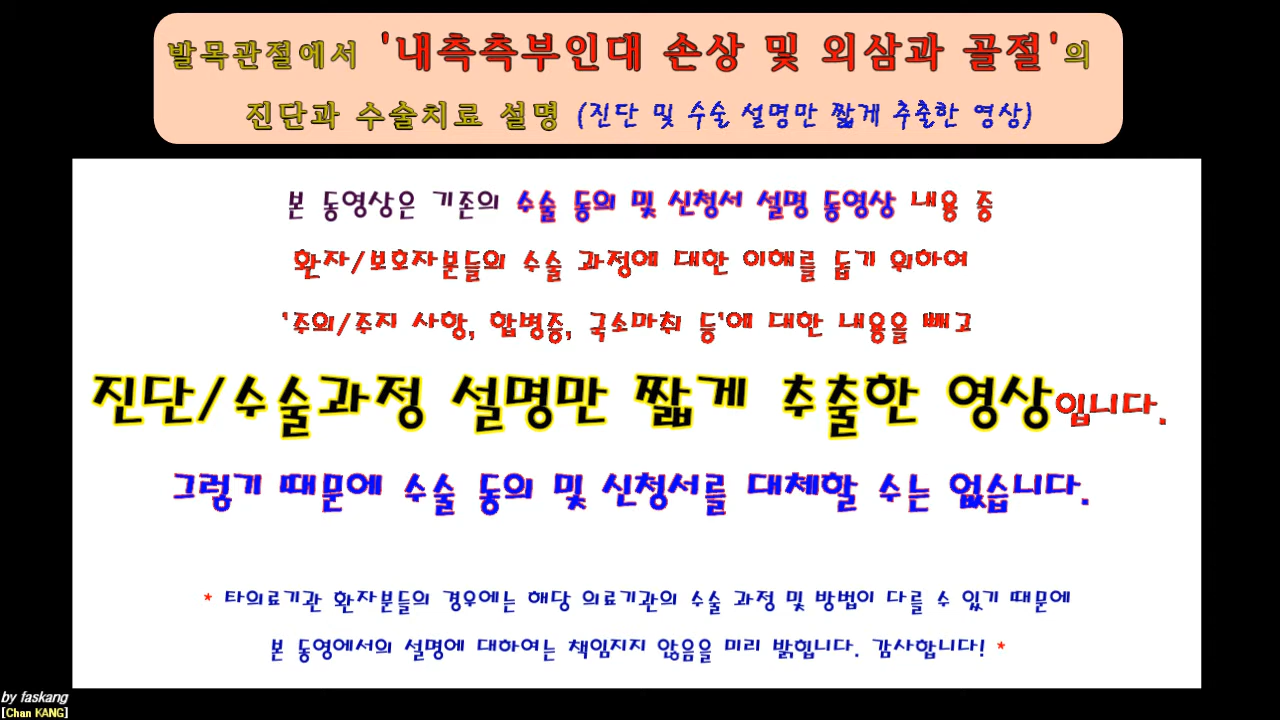 발목관절에서 '내측측부인대 손상 및 외삼과 골절'의
진단과 수술치료 설명 (진단 및 수술 설명만 짧게 추출한 영상)
본 동영상은 기존의 수술 동의 및 신청서 설명 동영상 내용 중
환자/보호자분들의 수술 과정에 대한 이해를 돕기 위하여
'주의/주지 사항, 합병증, 국소마취 등'에 대한 내용을 빼고
진단/수술과정 설명만 짧게 추출한 영상입니다.
그렇기 때문에 수술 동의 및 신청서를 대체할 수는 없습니다.
* 타의료기관 환자분들의 경우에는 해당 의료기관의 수술 과정 및 방법이 다를 수 있기 때문에
본 동영에서의 설명에 대하여는 책임지지 않음을 미리 밝힙니다. 감사합니다! *
by faskang
[Chan KANG]